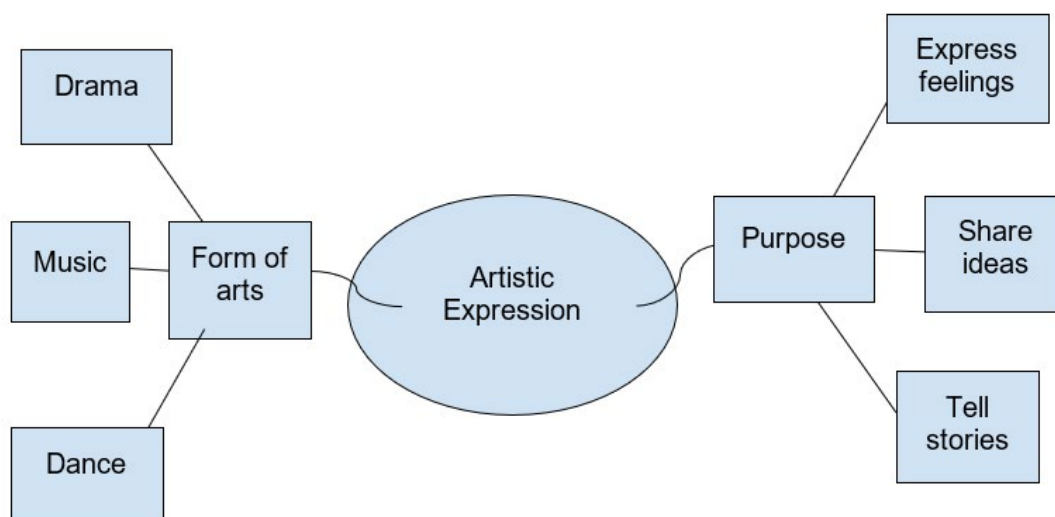 Drama
Music
Dance
Form of
arts
Artistic
Expression
Purpose
Express
feelings
Share
ideas
Tell
stories